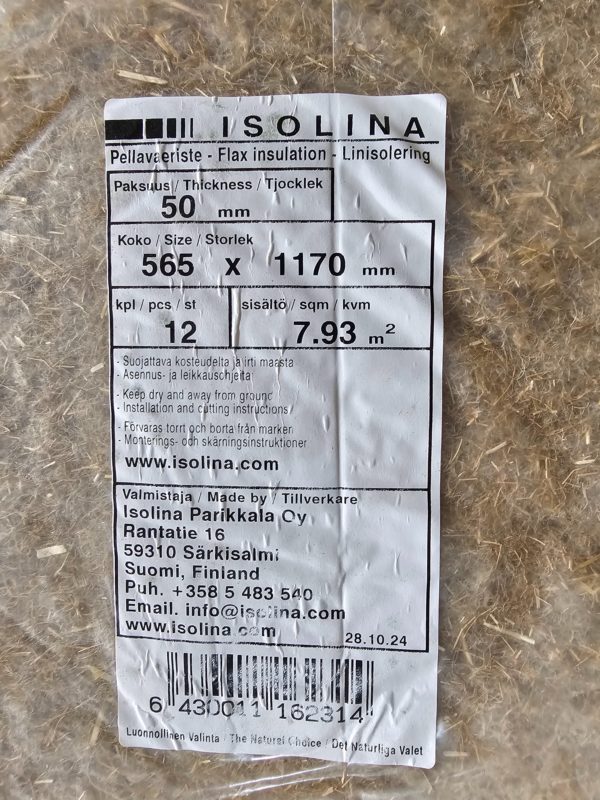 ISOLINA
Pellavaeriste - Flax insulation - Linisolering
Paksuus / Thickness / Tjocklek
50 mm
Koko / Size / Storlek
565 x 1170 mm
kpl / pcs / st
12
sisältö / sqm / kvm
7.93 m²
- Suojattava kosteudelta ja irti maasta
- Asennus- ja leikkausohjeita
- Keep dry and away from ground
- Installation and cutting instructions/
- Förvaras torrt och borta från marken
- Monterings- och skärningsinstruktioner
www.isolina.com
Valmistaja / Made by / Tillverkare
Isolina Parikkala Oy
Rantatie 16
59310 Särkisalmi
Suomi, Finland
Puh. +358 5 483 540
Email. info@isolina.com
www.isolina.com
28.10.24
6 430011 162314
Luonnollinen Valinta / The Natural Choice / Det Naturliga Valet